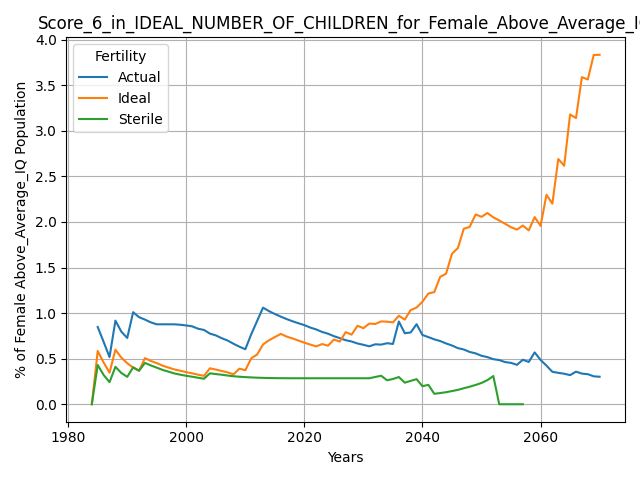 Score_6_in_IDEAL_NUMBER_OF_CHILDREN_for_Female_Above_Average_I
% of Female Above_Average_IQ Population
4.0
3.5
3.0
2.5
2.0
1.5
1.0
0.5
0.0
Fertility
Actual
Ideal
Sterile
1980
2000
2020
2040
2060
Years